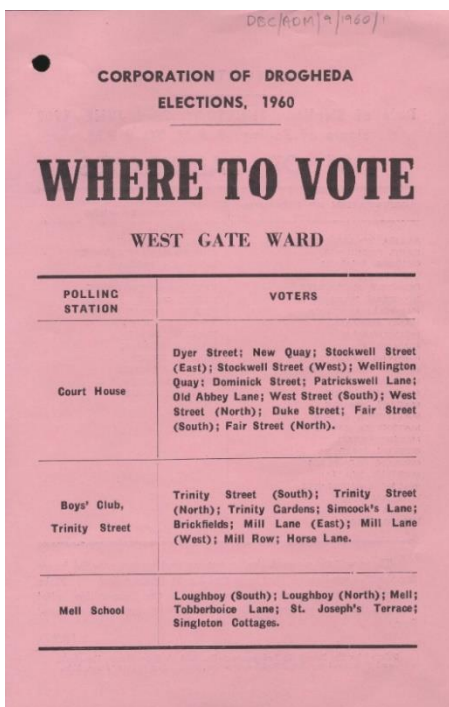 DBC/ADM/9/1960/1
CORPORATION OF DROGHEDA
ELECTIONS, 1960
WHERE TO VOTE
WEST GATE WARD
POLLING
STATION
VOTERS
Court House
Dyer Street; New Quay; Stockwell Street
(East); Stockwell Street (West); Wellington
Quay; Dominick Street; Patrickswell Lane;
Old Abbey Lane; West Street (South); West
Street (North); Duke Street; Fair Street
(South); Fair Street (North).
Boys' Club,
Trinity Street
Trinity Street (South); Trinity Street
(North); Trinity Gardens; Simcock's Lane;
Brickfields; Mill Lane (East); Mill Lane
(West); Mill Row; Horse Lane.
Mell School
Loughboy (South); Loughboy (North); Mell;
Tobberboice Lane; St. Joseph's Terrace;
Singleton Cottages.